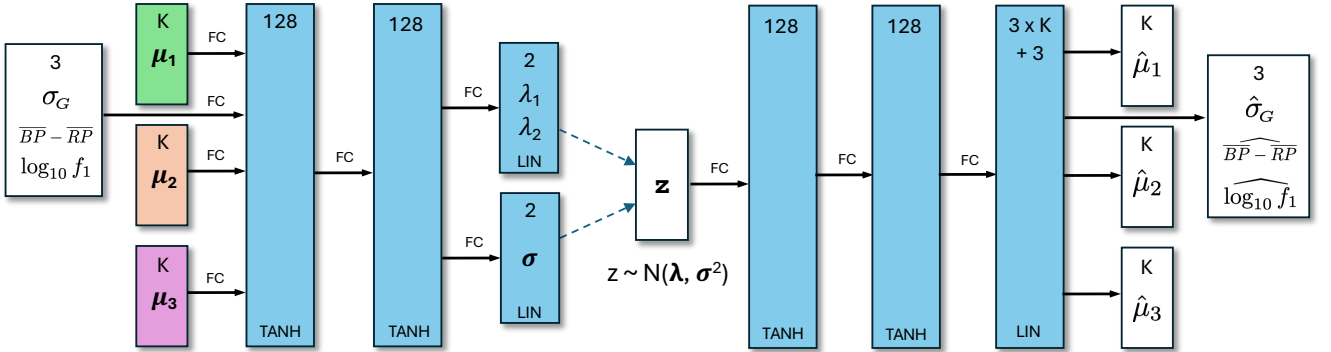 3
σ_G
\overline{BP} − \overline{RP}
log₁₀ f₁
K
μ₁
K
μ₂
K
μ₃
FC
FC
FC
FC
128
TANH
FC
128
TANH
FC
FC
2
λ₁
λ₂
LIN
2
σ
LIN
z
z ~ N(λ, σ²)
FC
128
TANH
FC
128
TANH
FC
3 x K
+ 3
LIN
K
μ̂₁
K
μ̂₂
K
μ̂₃
3
σ̂_G
\widehat{\overline{BP} − \overline{RP}}
\widehat{log₁₀ f₁}